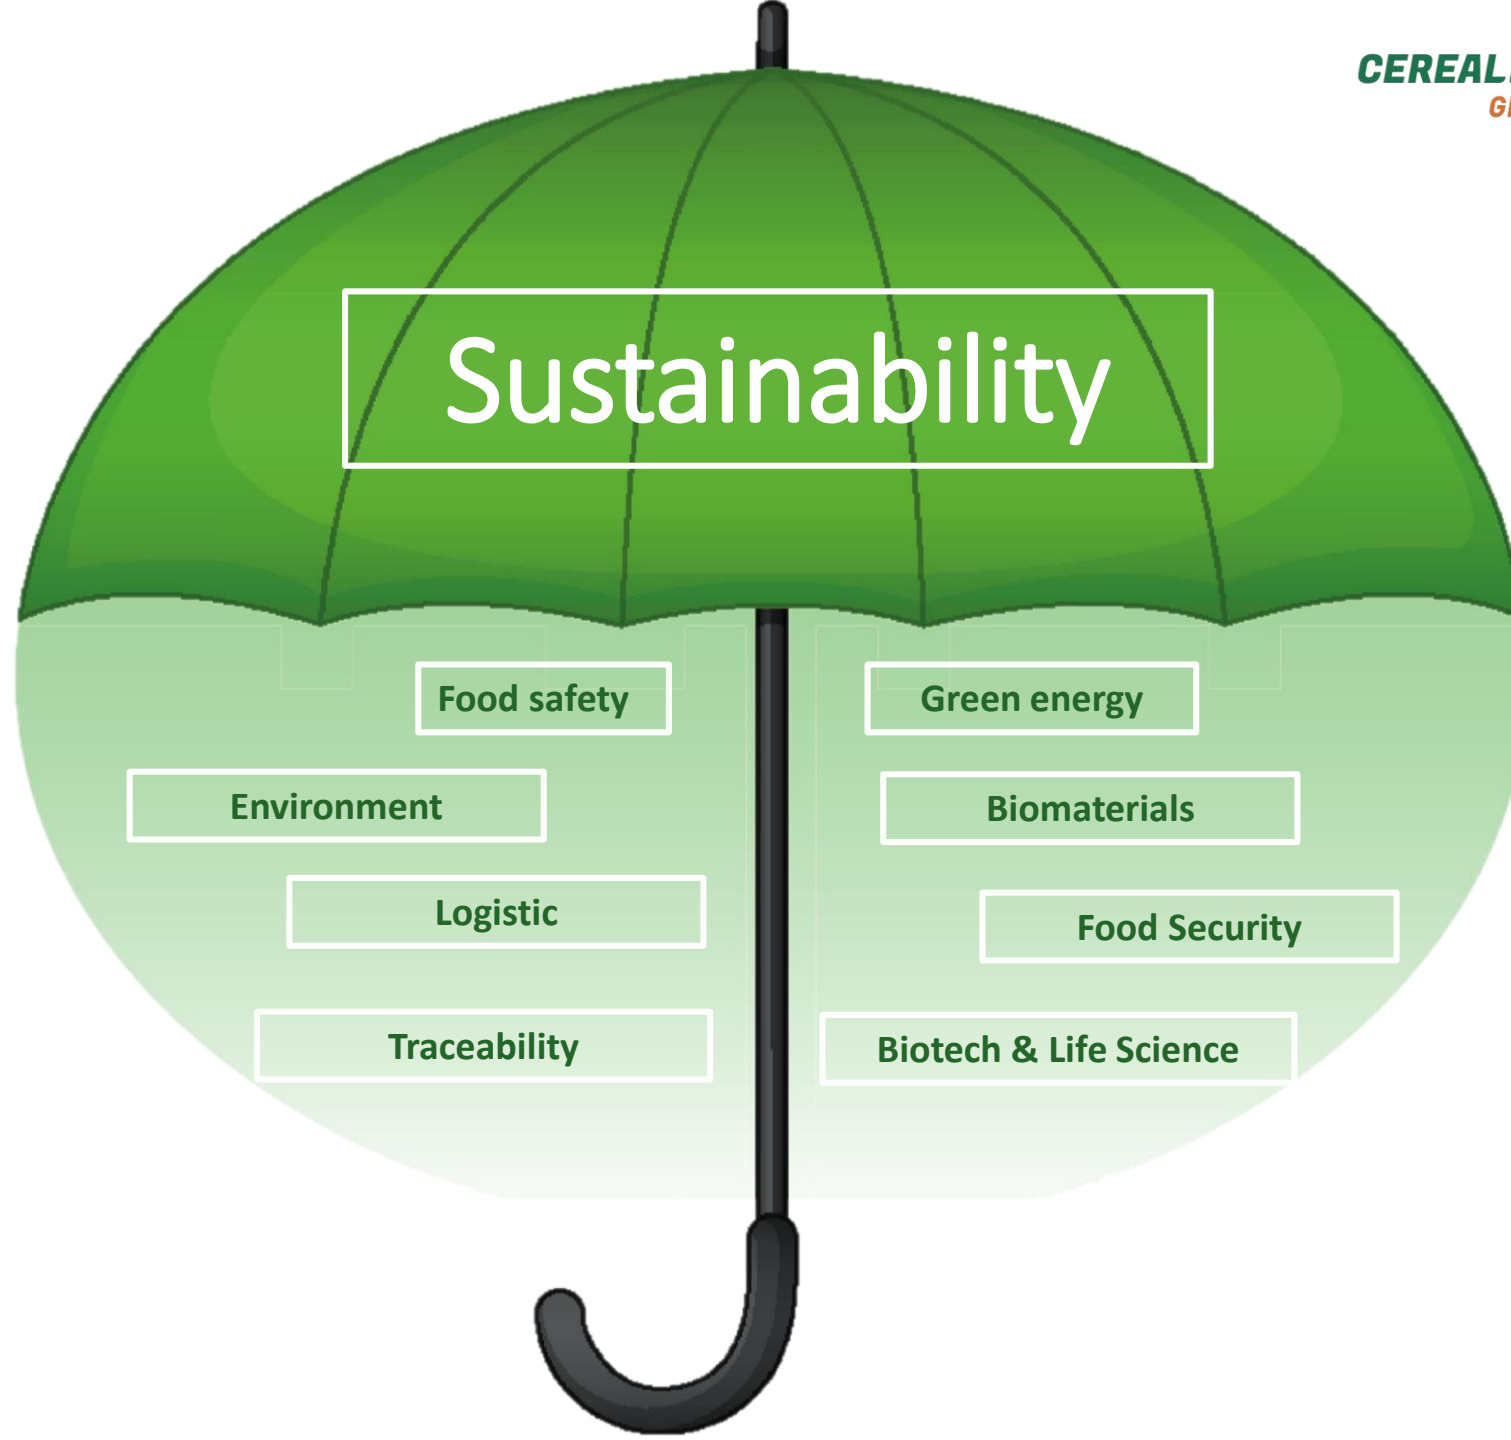 Sustainability
Food safety
Green energy
Environment
Biomaterials
Logistic
Food Security
Traceability
Biotech & Life Science